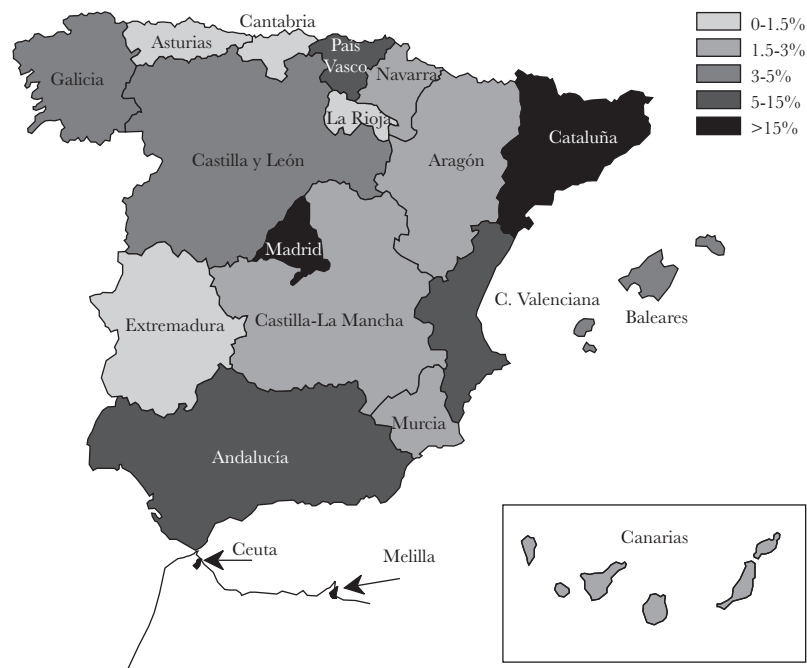 Cantabria
Asturias
País
Vasco
Galicia
Navarra
La Rioja
Cataluña
Castilla y León
Aragón
Madrid
C. Valenciana
Baleares
Extremadura
Castilla-La Mancha
Murcia
Andalucía
Ceuta
Melilla
Canarias
0-1.5%
1.5-3%
3-5%
5-15%
>15%